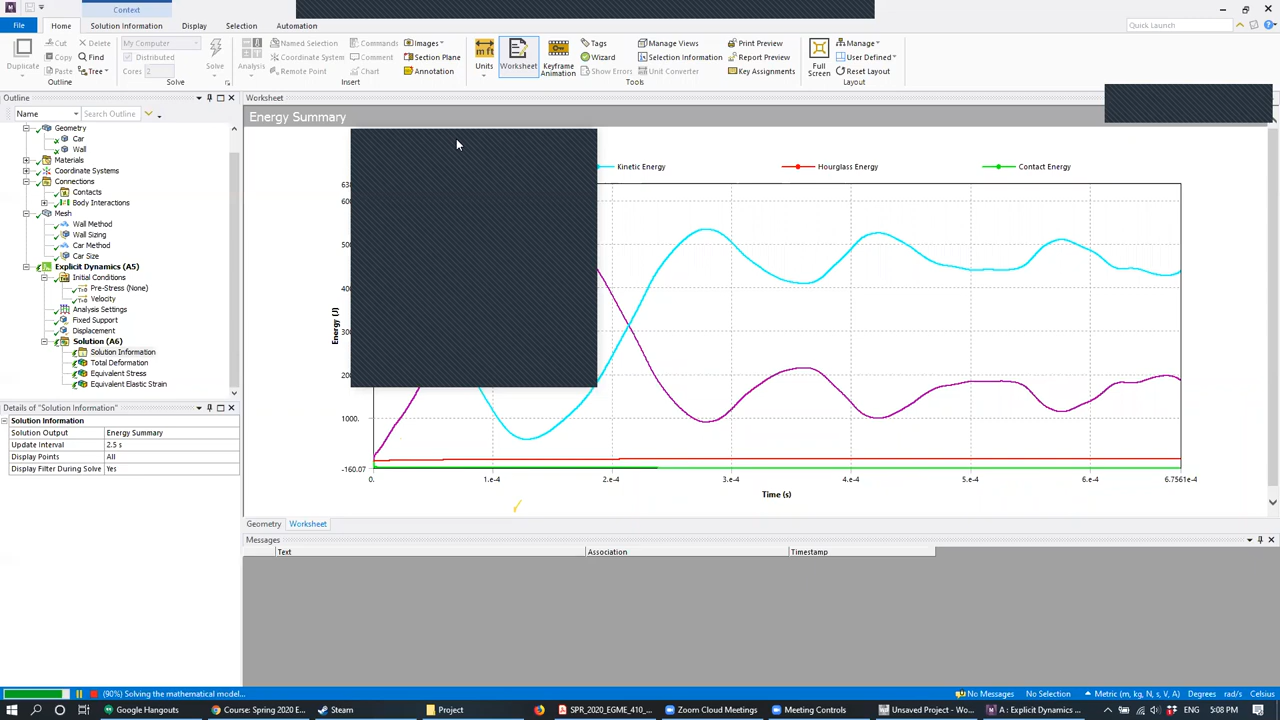 Context
File Home Solution Information Display Selection Automation Quick Launch
Duplicate Cut Delete My Computer Solve Analysis Named Selection Commands Images Units Worksheet Keyframe Animation Tags Manage Views Print Preview Full Screen Manage
Copy Find Distributed Coordinate System Comment Section Plane Wizard Selection Information Report Preview User Defined
Paste Tree Cores 2 Remote Point Chart Annotation Show Errors Unit Converter Key Assignments Reset Layout
Outline Solve Insert Tools Layout
Outline
Name Search Outline
Geometry
Car
Wall
Materials
Coordinate Systems
Connections
Contacts
Body Interactions
Mesh
Wall Method
Wall Sizing
Car Method
Car Size
Explicit Dynamics (A5)
Initial Conditions
Pre-Stress (None)
Velocity
Analysis Settings
Fixed Support
Displacement
Solution (A6)
Solution Information
Total Deformation
Equivalent Stress
Equivalent Elastic Strain
Details of "Solution Information"
Solution Information
Solution Output Energy Summary
Update Interval 2.5 s
Display Points All
Display Filter During Solve Yes
Worksheet
Energy Summary
Kinetic Energy Hourglass Energy Contact Energy
Energy (J)
1000.
-160.07
0. 1.e-4 2.e-4 3.e-4 4.e-4 5.e-4 6.e-4 6.7561e-4
Time (s)
Geometry Worksheet
Messages
Text Association Timestamp
(90%) Solving the mathematical model... No Messages No Selection Metric (m, kg, N, s, V, A) Degrees rad/s Celsius
Google Hangouts Course: Spring 2020 E... Steam Project SPR_2020_EGME_410_... Zoom Cloud Meetings Meeting Controls Unsaved Project - Wo... A : Explicit Dynamics ... ENG 5:08 PM